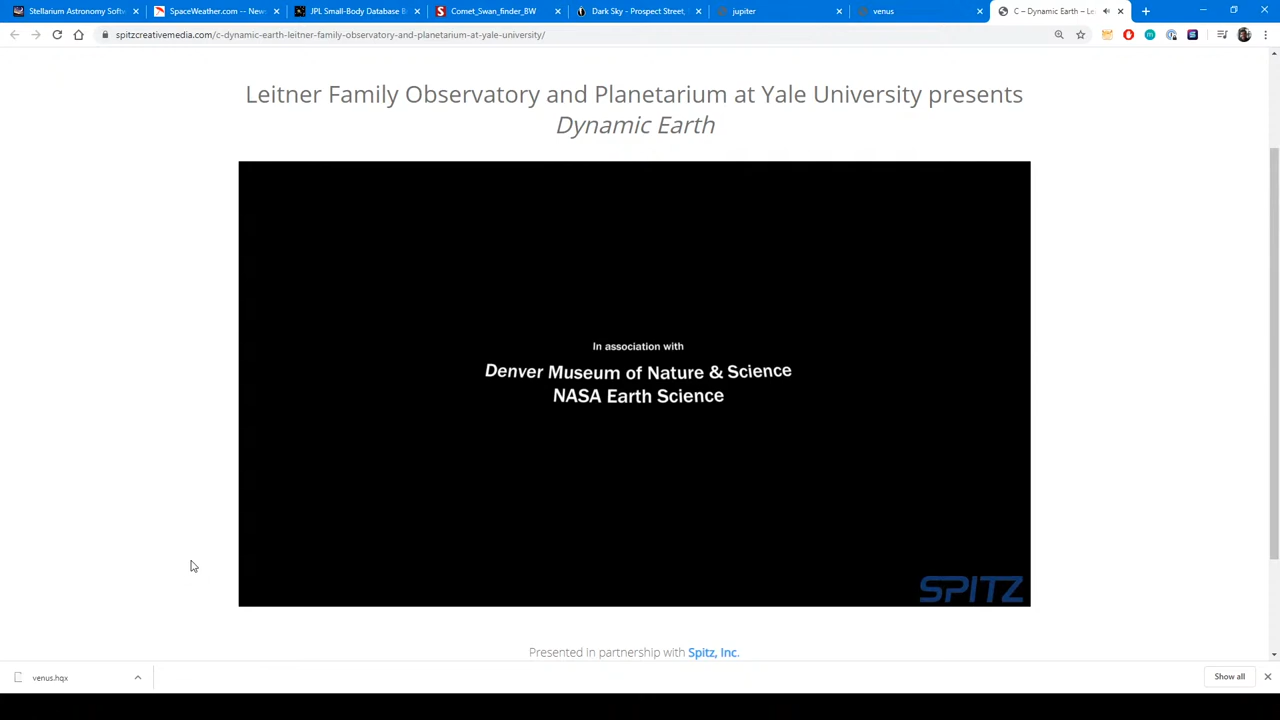 Stellarium Astronomy Softw
SpaceWeather.com -- New
JPL Small-Body Database B
Comet_Swan_finder_BW
Dark Sky - Prospect Street,
jupiter
venus
C – Dynamic Earth – Le
spitzcreativemedia.com/c-dynamic-earth-leitner-family-observatory-and-planetarium-at-yale-university/
Leitner Family Observatory and Planetarium at Yale University presents
Dynamic Earth
In association with
Denver Museum of Nature & Science
NASA Earth Science
SPITZ
Presented in partnership with Spitz, Inc.
venus.hqx
Show all